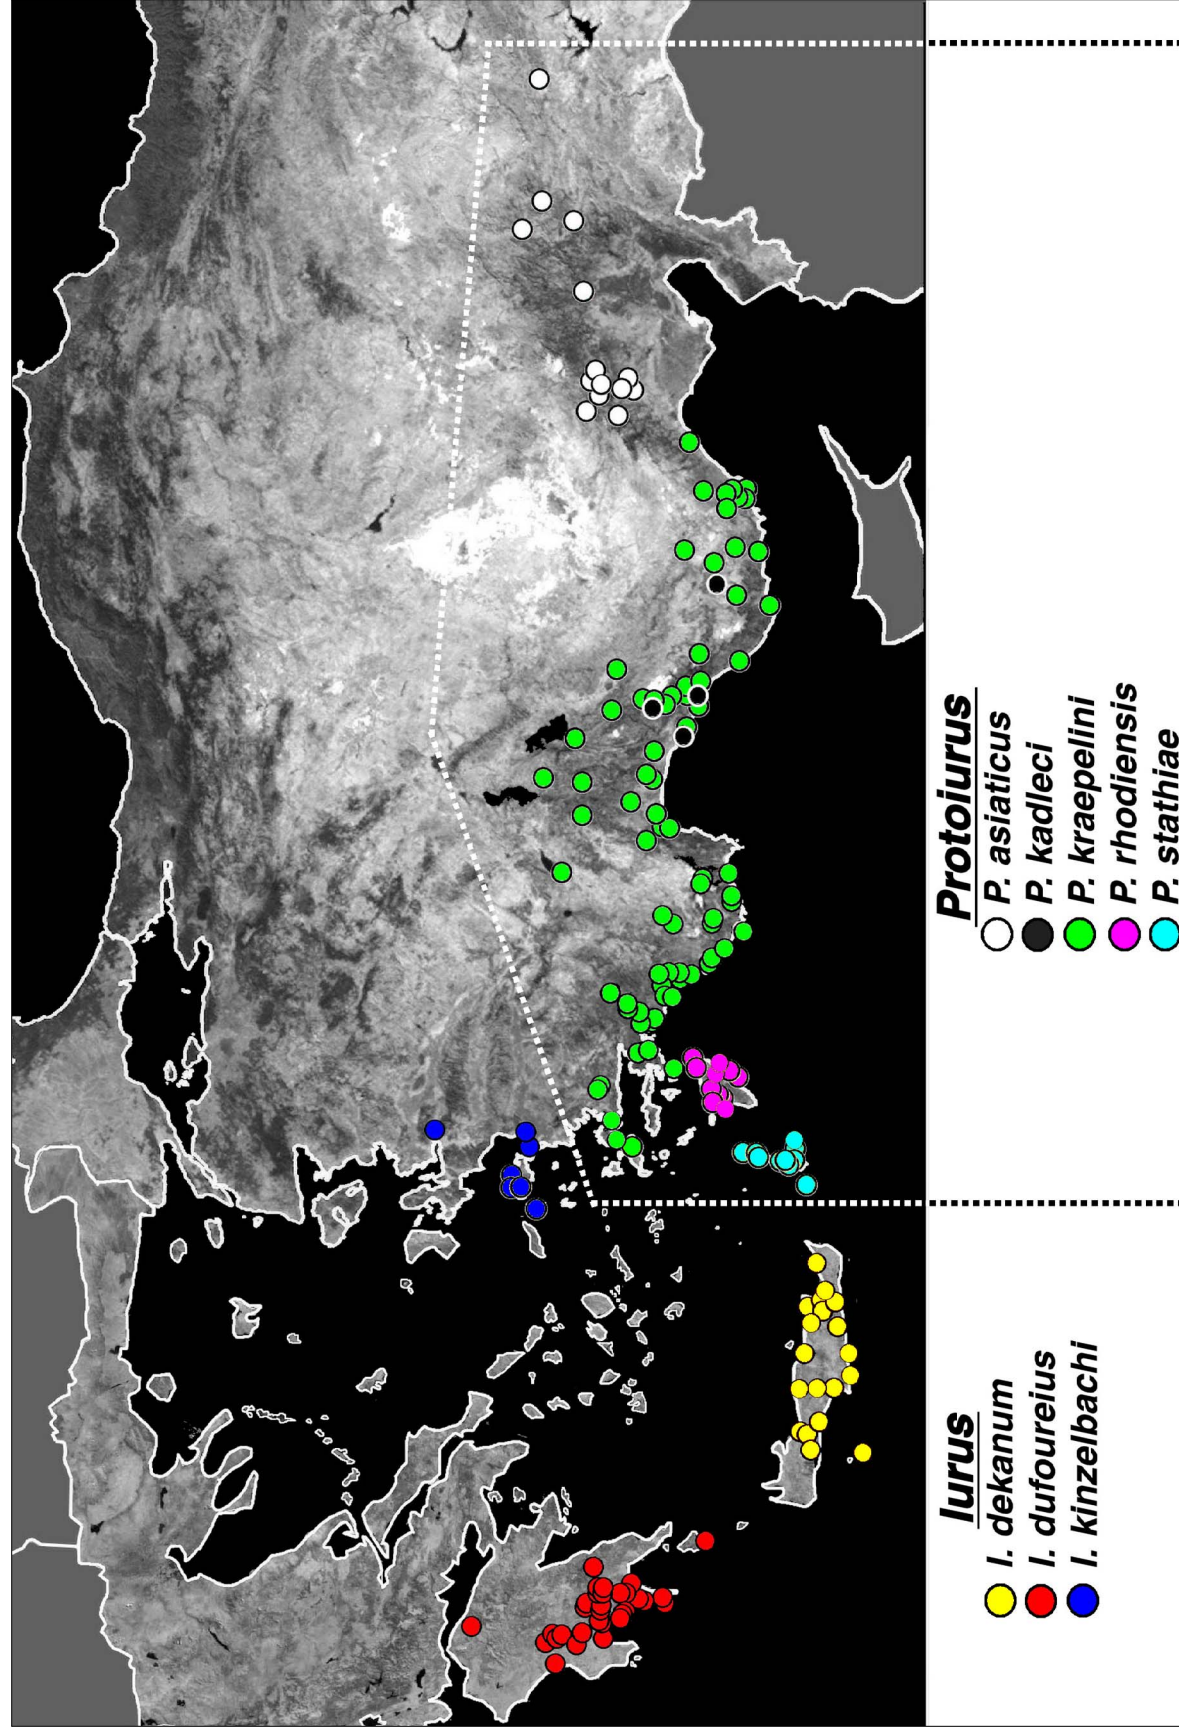 Iurus
I. dekanum
I. dufoureius
I. kinzelbachi
Protoiurus
P. asiaticus
P. kadleci
P. kraepelini
P. rhodiensis
P. stathiae